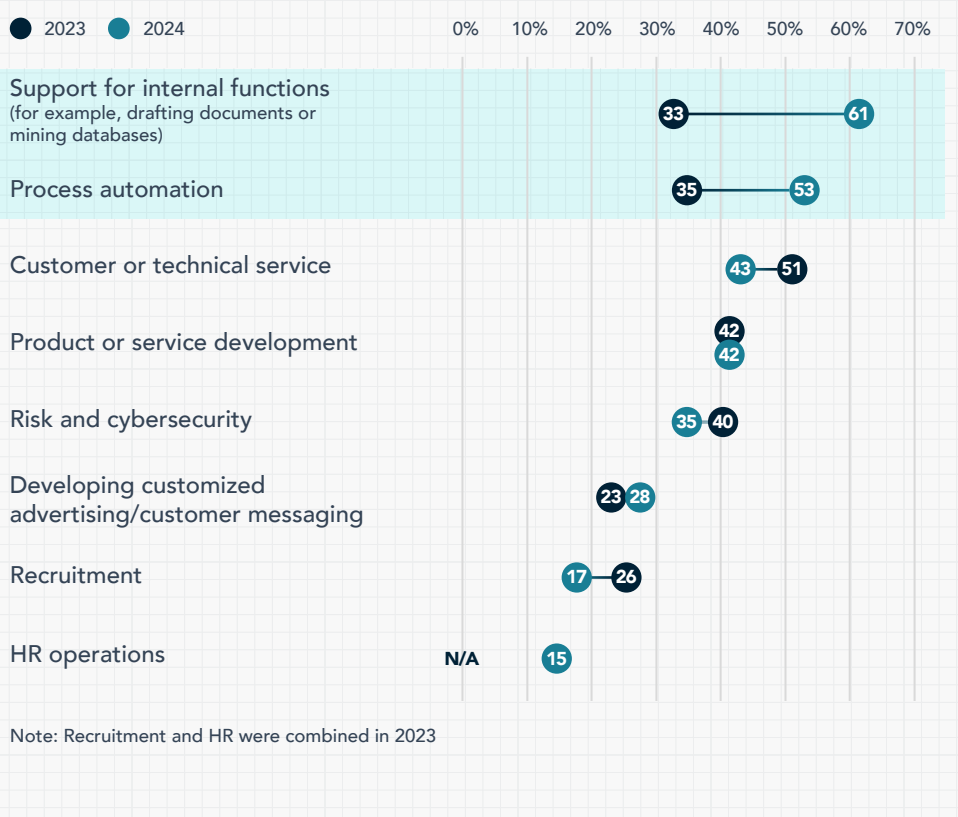 2023 2024 0% 10% 20% 30% 40% 50% 60% 70%
Support for internal functions
(for example, drafting documents or
mining databases)
33 61
Process automation 35 53
Customer or technical service 43 51
Product or service development
42
42
Risk and cybersecurity 35 40
Developing customized
advertising/customer messaging
23 28
Recruitment 17 26
HR operations N/A 15
Note: Recruitment and HR were combined in 2023